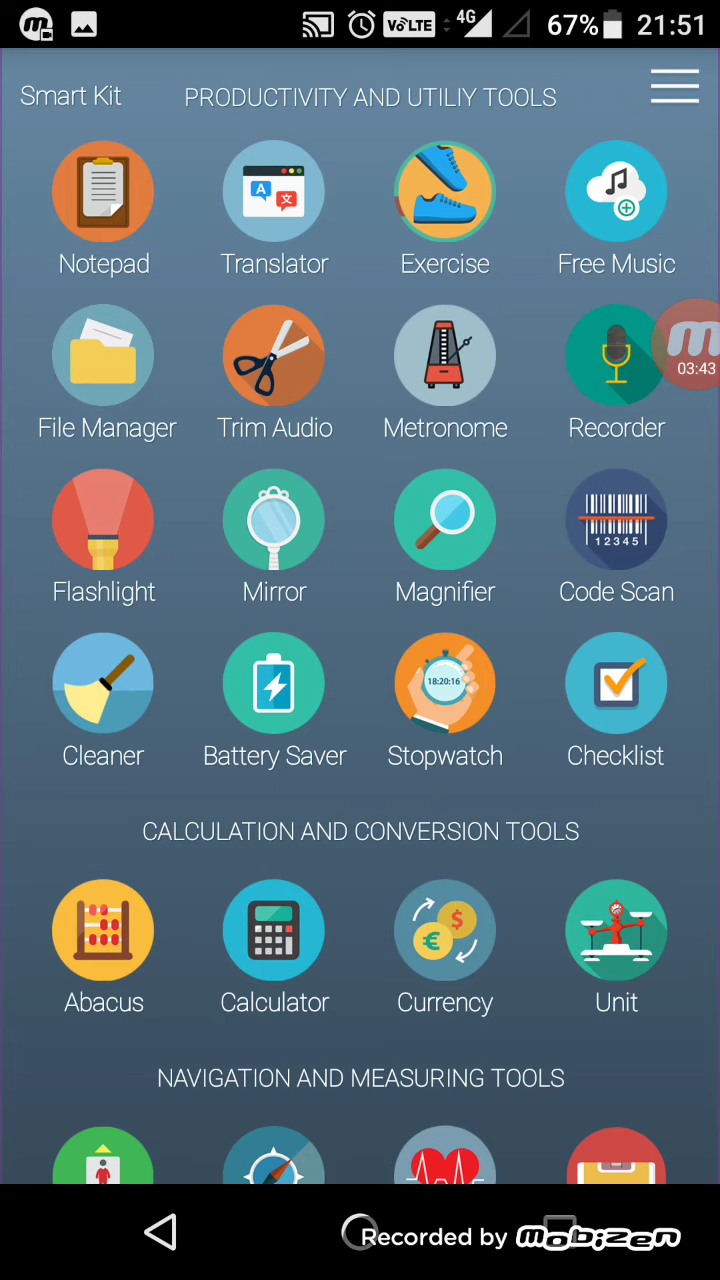 m VoLTE 4G 67% 21:51
Smart Kit PRODUCTIVITY AND UTILIY TOOLS
A 文
Notepad Translator Exercise Free Music
m
03:43
File Manager Trim Audio Metronome Recorder
12345
Flashlight Mirror Magnifier Code Scan
18:20:16
Cleaner Battery Saver Stopwatch Checklist
CALCULATION AND CONVERSION TOOLS
$
€
Abacus Calculator Currency Unit
NAVIGATION AND MEASURING TOOLS
Recorded by mobizen